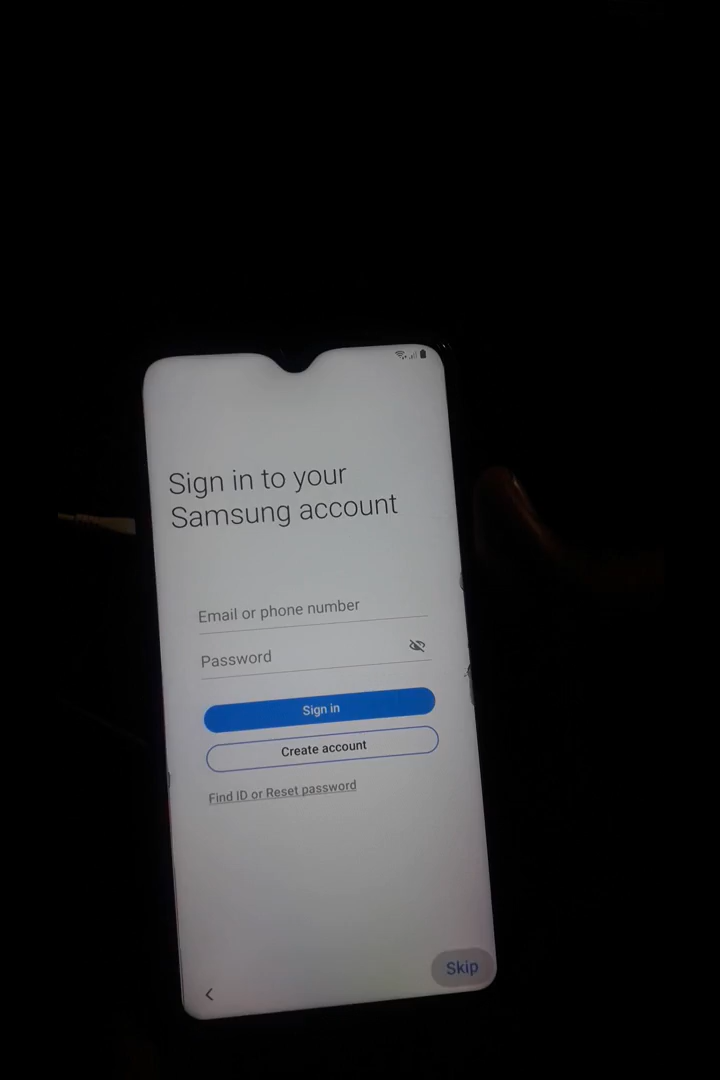 Sign in to your
Samsung account
Email or phone number
Password
Sign in
Create account
Find ID or Reset password
Skip